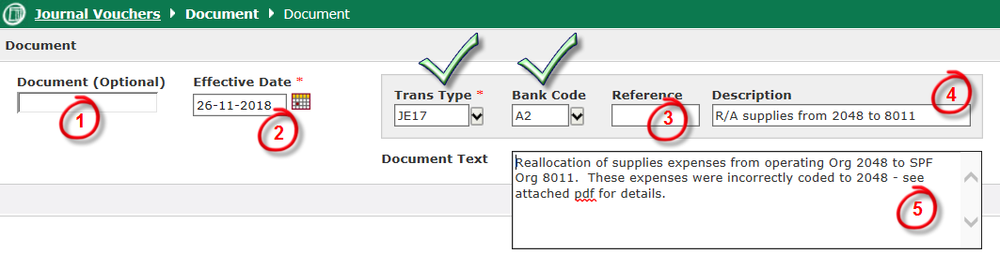 Journal Vouchers Document Document
Document
Document (Optional) Effective Date *
Trans Type * Bank Code Reference Description
26-11-2018 JE17 A2 R/A supplies from 2048 to 8011
1 2 3 4
Document Text
Reallocation of supplies expenses from operating Org 2048 to SPF
Org 8011. These expenses were incorrectly coded to 2048 - see
attached pdf for details.
5